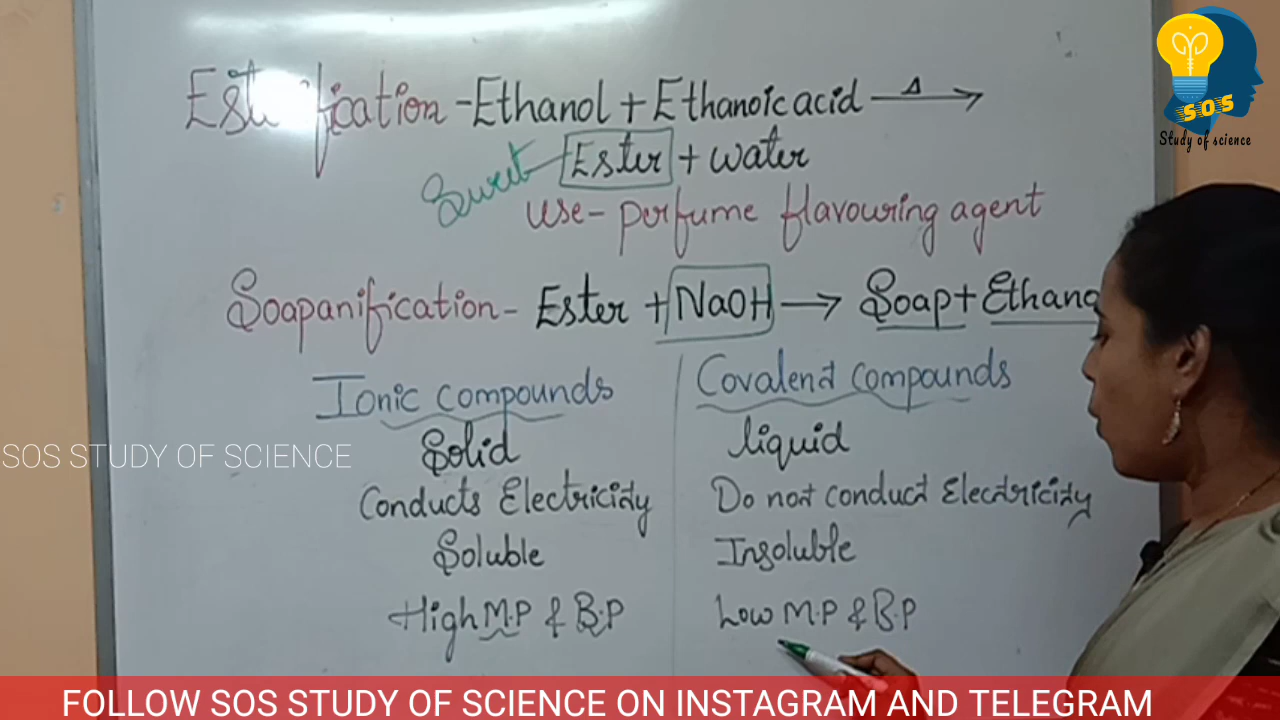 SOS
Study of science
Esterification - Ethanol + Ethanoic acid —Δ→
Sweet Ester + water
Use - perfume flavouring agent
Soapanification - Ester + NaOH → Soap + Ethano
Ionic compounds Covalent compounds
Solid liquid
Conducts Electricity Do not conduct Electricity
Soluble Insoluble
High M.P & B.P Low M.P & B.P
SOS STUDY OF SCIENCE
FOLLOW SOS STUDY OF SCIENCE ON INSTAGRAM AND TELEGRAM